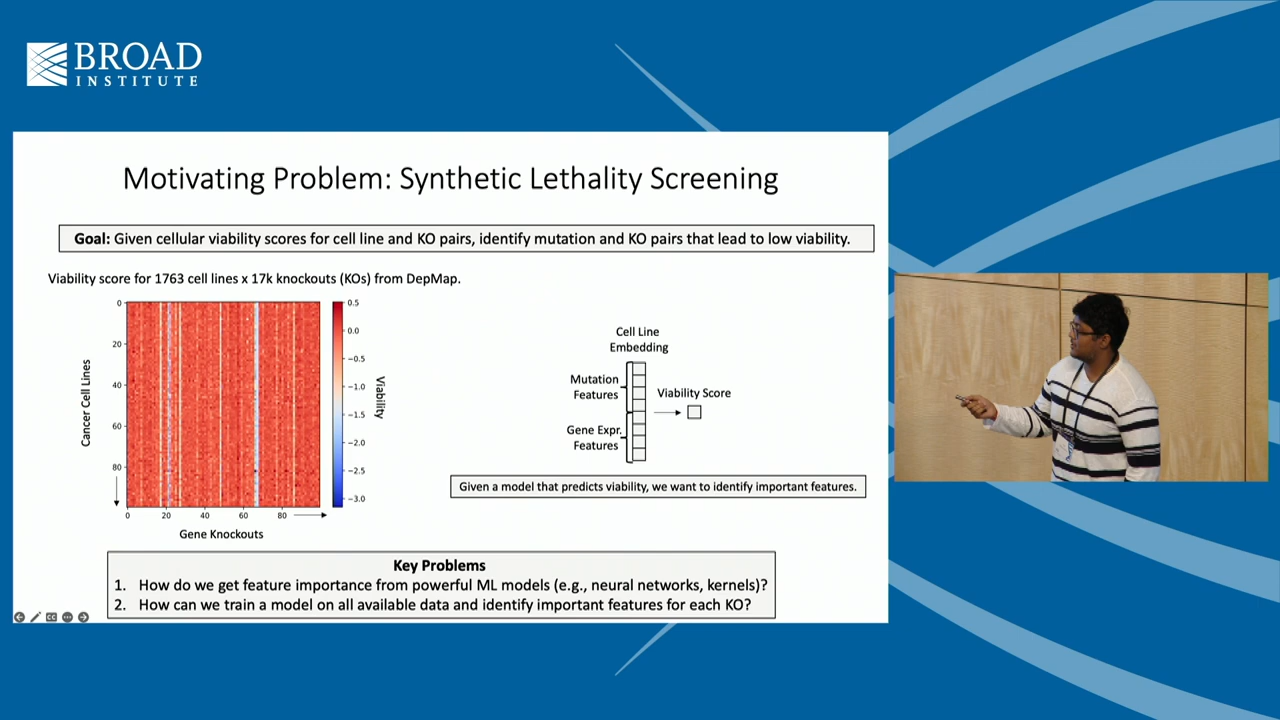 BROAD
INSTITUTE
Motivating Problem: Synthetic Lethality Screening
Goal: Given cellular viability scores for cell line and KO pairs, identify mutation and KO pairs that lead to low viability.
Viability score for 1763 cell lines x 17k knockouts (KOs) from DepMap.
Cancer Cell Lines
0
20
40
60
80
0 20 40 60 80
Gene Knockouts
0.5
0.0
−0.5
−1.0
−1.5
−2.0
−2.5
−3.0
Viability
Cell Line
Embedding
Mutation
Features
Gene Expr.
Features
Viability Score
Given a model that predicts viability, we want to identify important features.
Key Problems
1. How do we get feature importance from powerful ML models (e.g., neural networks, kernels)?
2. How can we train a model on all available data and identify important features for each KO?
CC